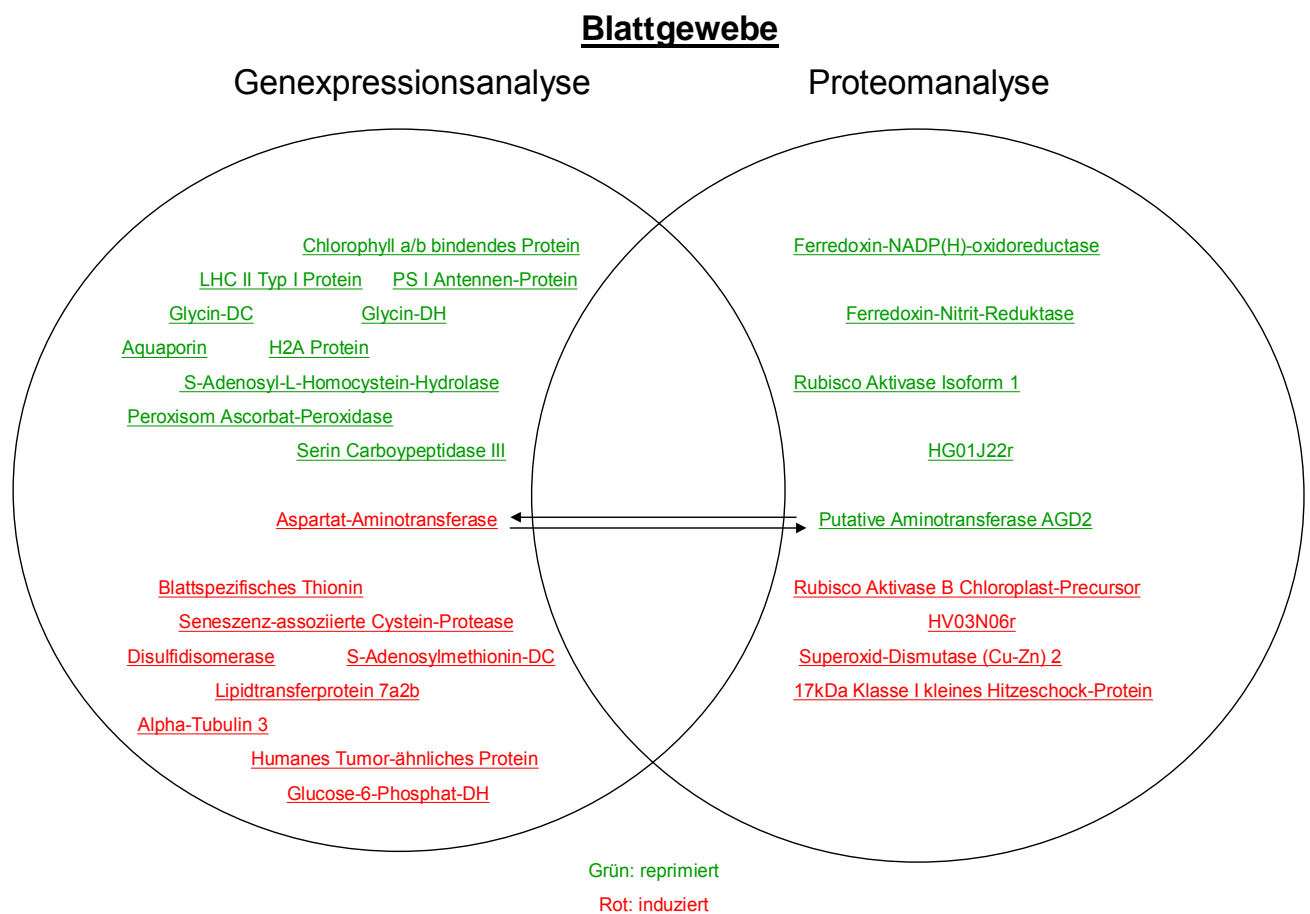 Blattgewebe
Genexpressionsanalyse Proteomanalyse
Chlorophyll a/b bindendes Protein Ferredoxin-NADP(H)-oxidoreductase
LHC II Typ I Protein PS I Antennen-Protein
Glycin-DC Glycin-DH Ferredoxin-Nitrit-Reduktase
Aquaporin H2A Protein
S-Adenosyl-L-Homocystein-Hydrolase Rubisco Aktivase Isoform 1
Peroxisom Ascorbat-Peroxidase
Serin Carboypeptidase III HG01J22r
Aspartat-Aminotransferase Putative Aminotransferase AGD2
Blattspezifisches Thionin Rubisco Aktivase B Chloroplast-Precursor
Seneszenz-assoziierte Cystein-Protease HV03N06r
Disulfidisomerase S-Adenosylmethionin-DC Superoxid-Dismutase (Cu-Zn) 2
Lipidtransferprotein 7a2b 17kDa Klasse I kleines Hitzeschock-Protein
Alpha-Tubulin 3
Humanes Tumor-ähnliches Protein
Glucose-6-Phosphat-DH
Grün: reprimiert
Rot: induziert